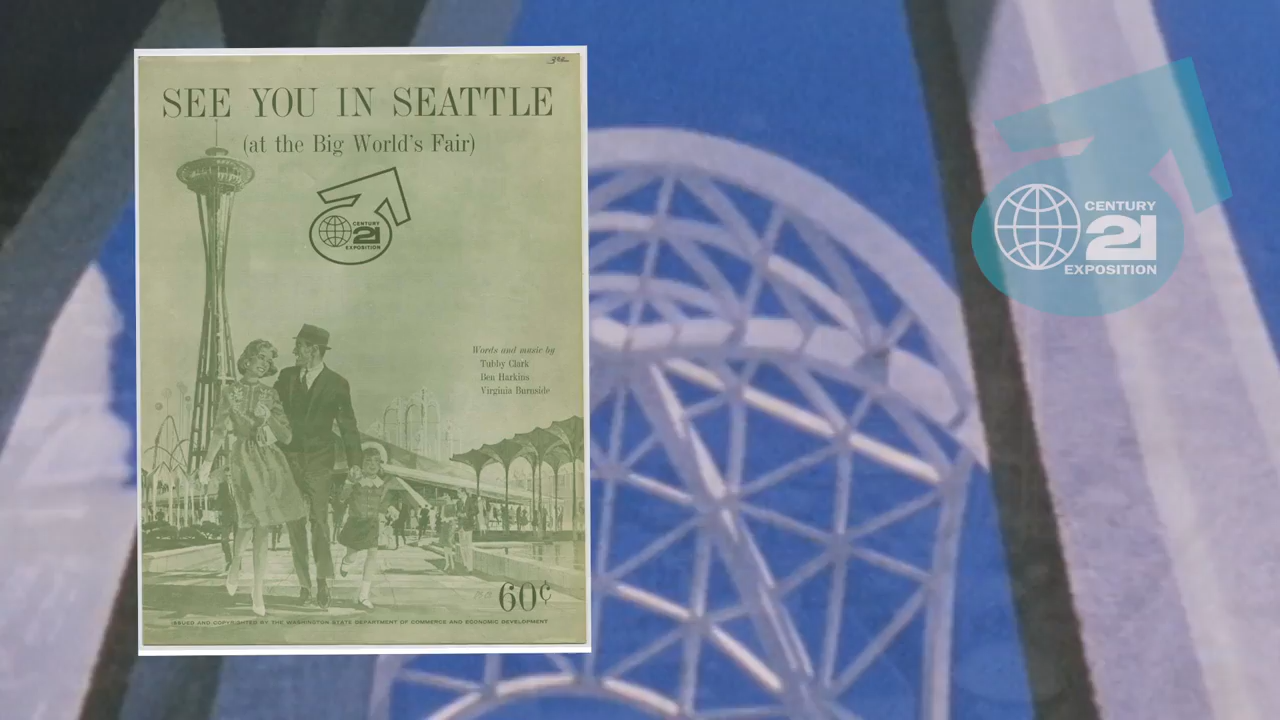 SEE YOU IN SEATTLE
(at the Big World's Fair)
CENTURY
21
EXPOSITION
Words and music by
Tubby Clark
Ben Harkins
Virginia Burnside
60¢
ISSUED AND COPYRIGHTED BY THE WASHINGTON STATE DEPARTMENT OF COMMERCE AND ECONOMIC DEVELOPMENT
CENTURY
21
EXPOSITION